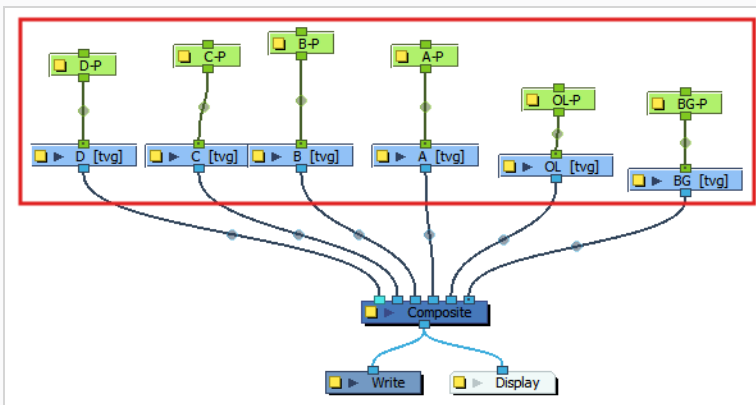 D-P
C-P
B-P
A-P
OL-P
BG-P
D [tvg]
C [tvg]
B [tvg]
A [tvg]
OL [tvg]
BG [tvg]
Composite
Write
Display